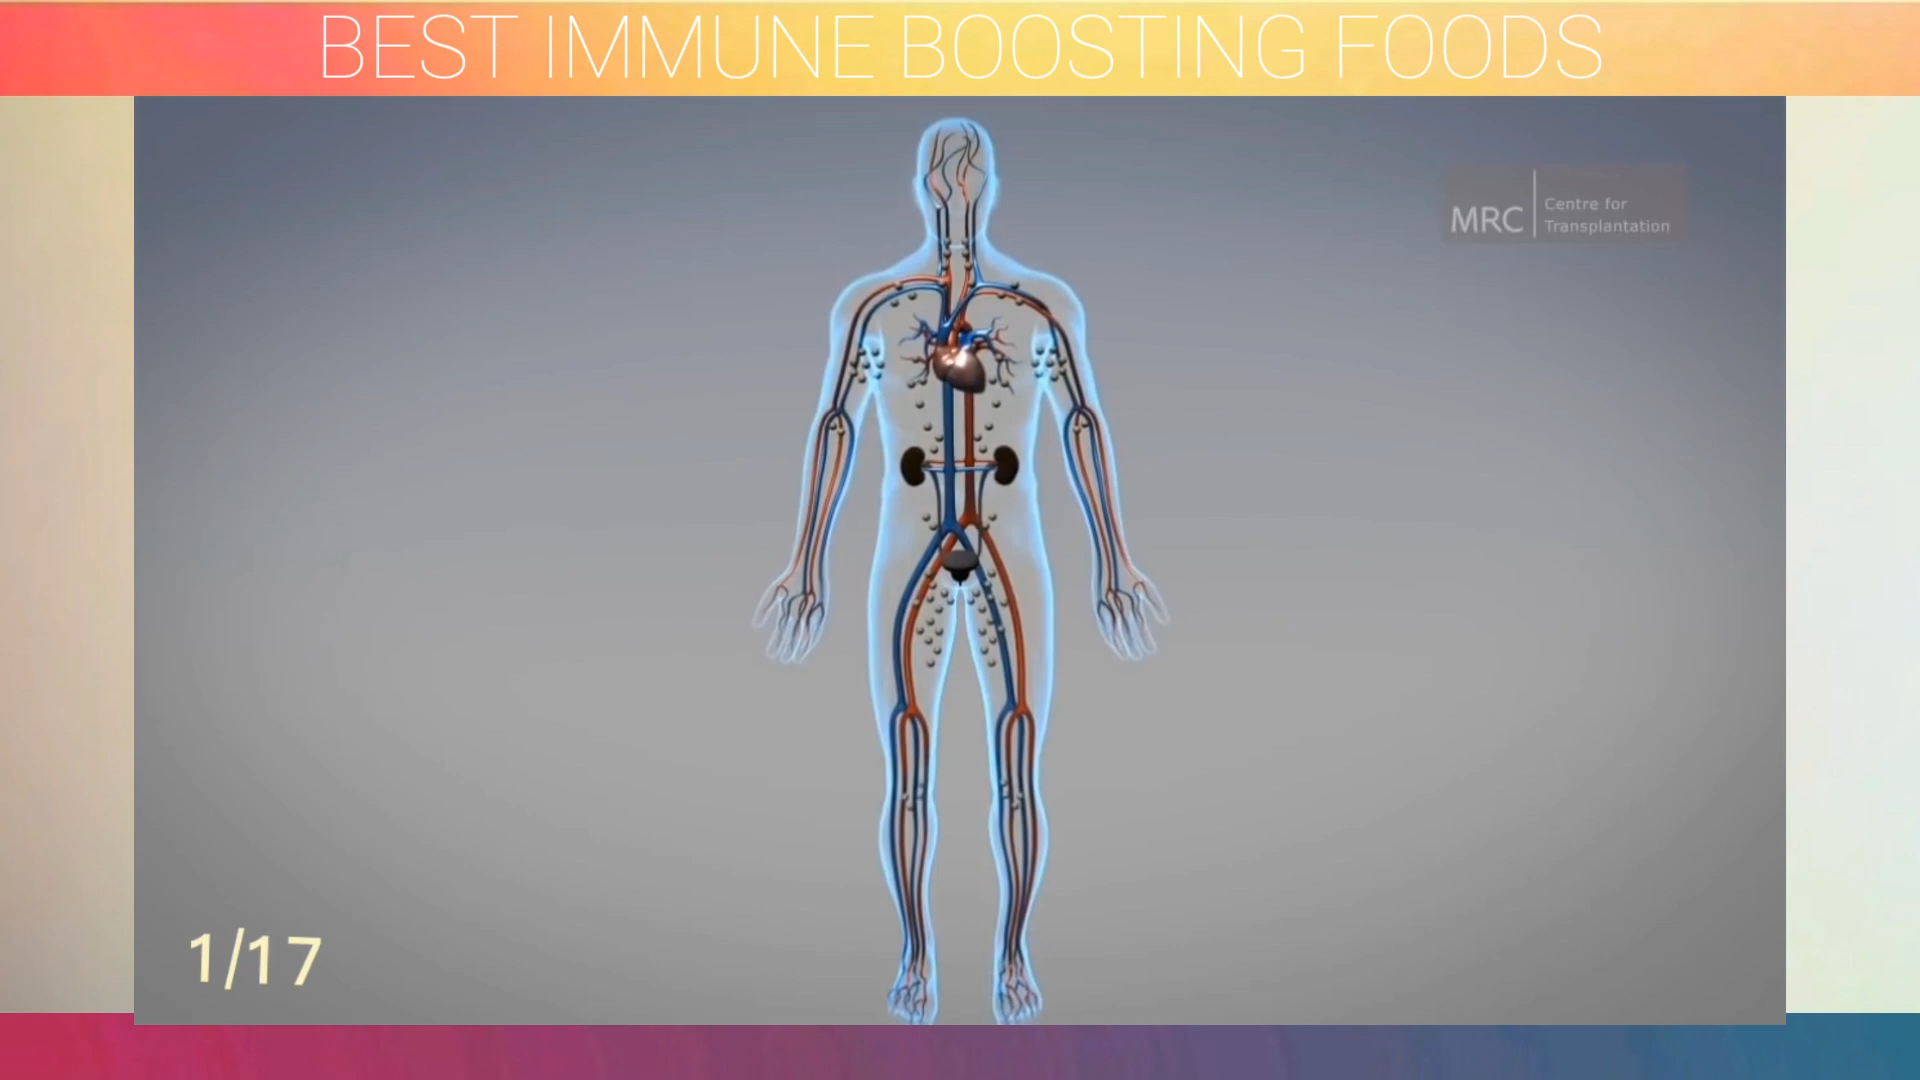 BEST IMMUNE BOOSTING FOODS
MRC
Centre for
Transplantation
1/17